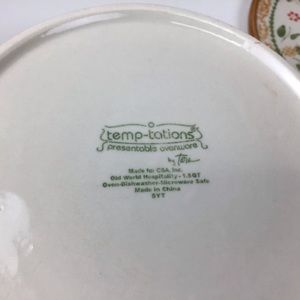 temp-tations®
presentable ovenware
by Tara
Made for CSA, Inc.
Old World Hospitality - 1.5QT
Oven-Dishwasher-Microwave Safe
Made in China
SYT